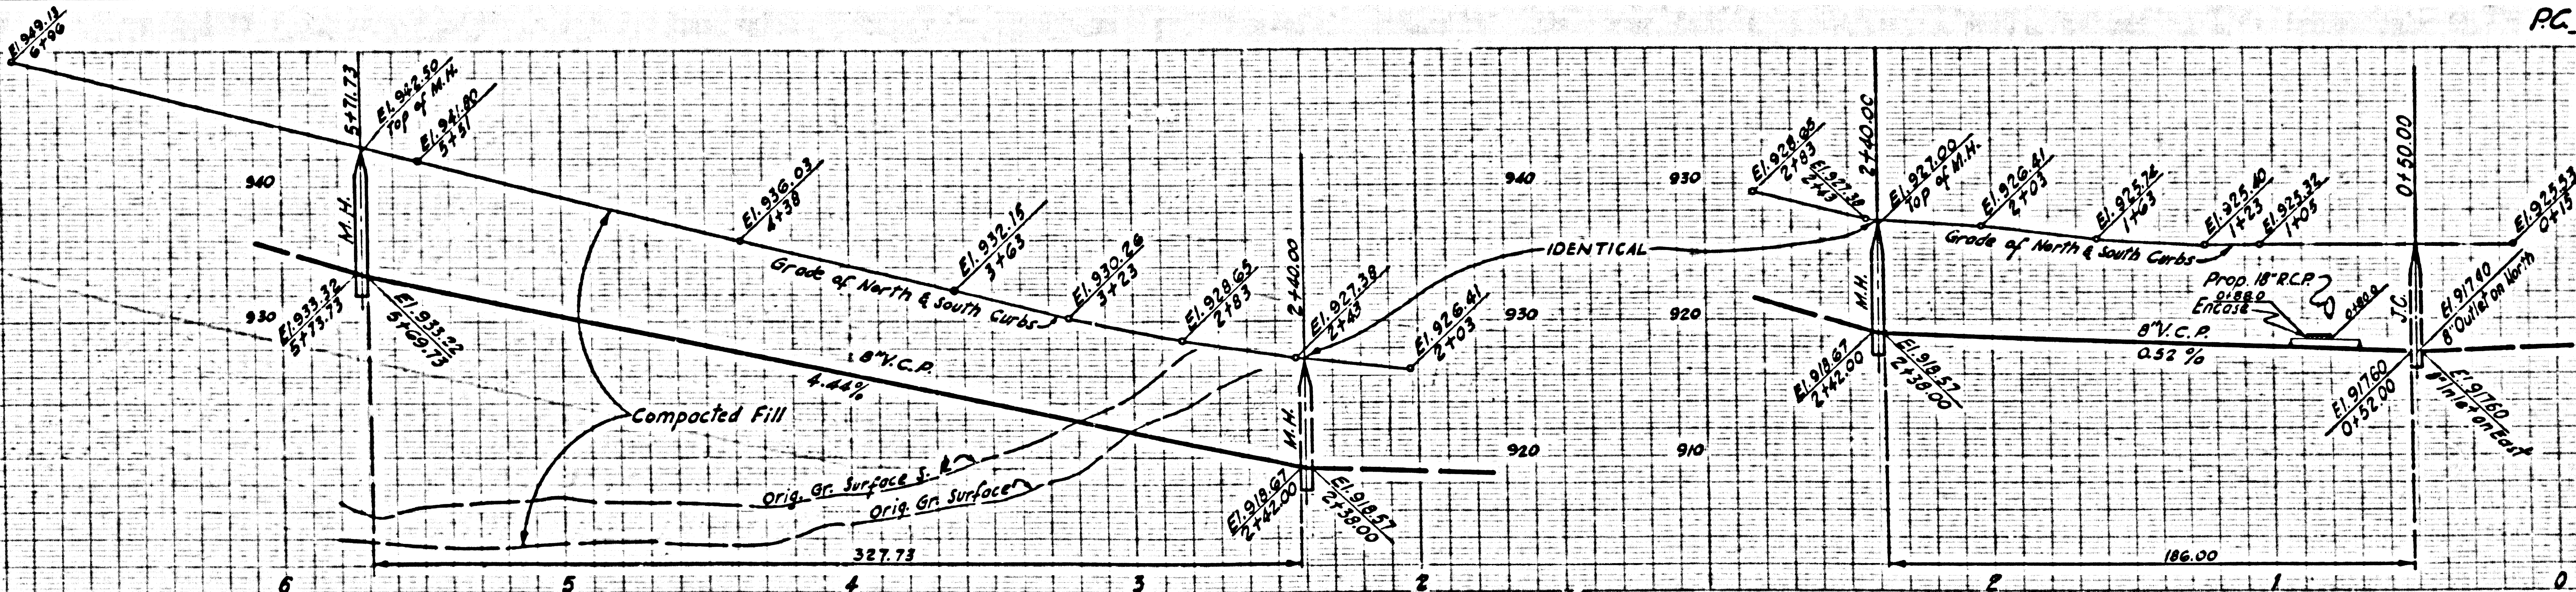 P.C.
El. 949.13
6+96
5+71.73
El. 942.50
Top of M.H.
El. 941.80
5+51
M.H.
940
El. 936.03
4+38
El. 932.15
3+63
El. 930.26
3+23
Grade of North & South Curbs
El. 928.65
2+83
2+40.00
El. 927.38
2+43
El. 926.41
2+03
930
El. 933.32
5+73.73
El. 933.22
5+69.73
8" V.C.P.
4.44%
Compacted Fill
Orig. Gr. Surface S. ℄
Orig. Gr. Surface
M.H.
El. 918.67
2+42.00
El. 918.57
2+38.00
327.73
6
5
4
3
2
IDENTICAL
940
930
930
920
920
910
El. 928.65
2+83
El. 927.38
2+43
2+40.00
El. 927.00
Top of M.H.
El. 926.41
2+03
El. 925.74
1+63
El. 925.40
1+23
El. 925.32
1+05
Grade of North & South Curbs
0+50.00
El. 925.53
0+15
M.H.
Prop. 18" R.C.P.
0+88.0
Encase
0+80.0
J.C.
El. 917.40
8" Outlet on North
8" V.C.P.
0.52 %
El. 918.67
2+42.00
El. 918.57
2+38.00
El. 917.60
0+52.00
El. 917.60
8" Inlet on East
186.00
2
1
0